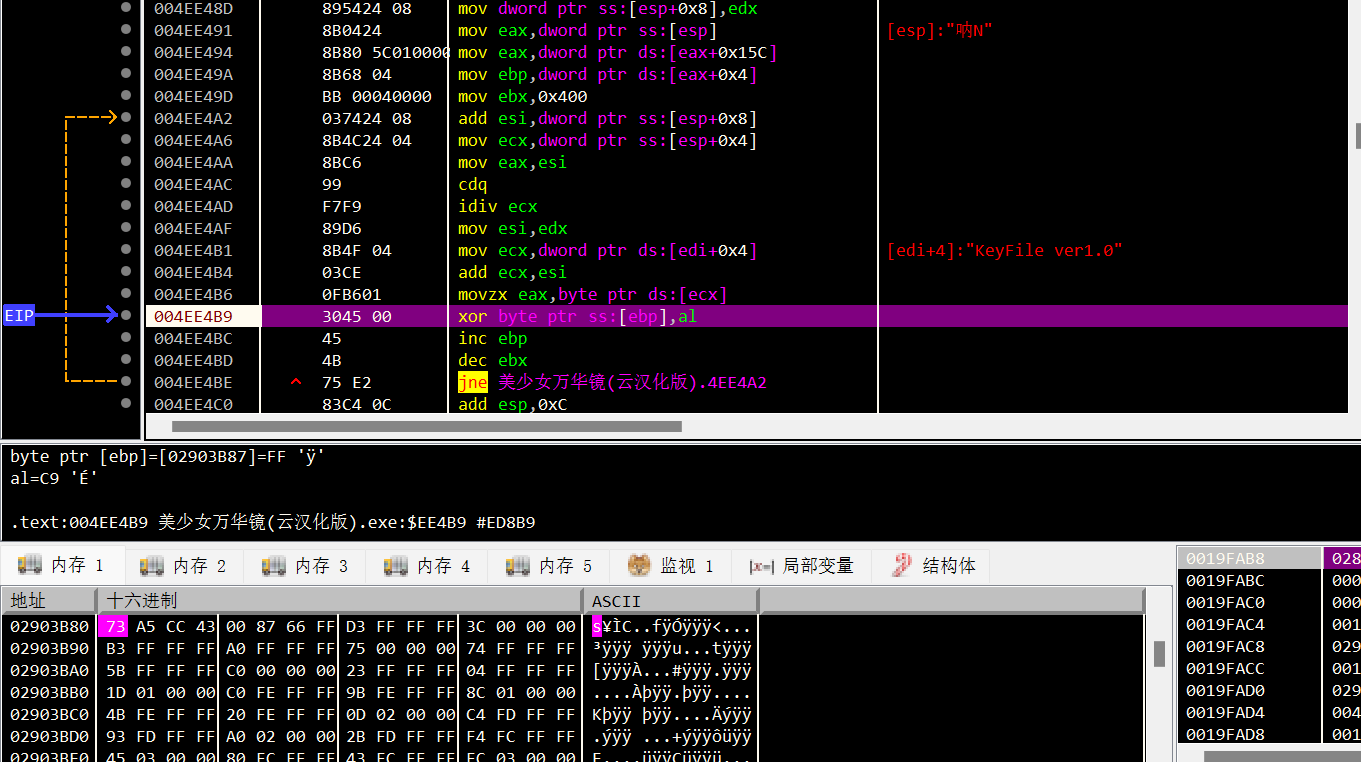 004EE48D 895424 08 mov dword ptr ss:[esp+0x8],edx
004EE491 8B0424 mov eax,dword ptr ss:[esp] [esp]:"呐N"
004EE494 8B80 5C010000 mov eax,dword ptr ds:[eax+0x15C]
004EE49A 8B68 04 mov ebp,dword ptr ds:[eax+0x4]
004EE49D BB 00040000 mov ebx,0x400
004EE4A2 037424 08 add esi,dword ptr ss:[esp+0x8]
004EE4A6 8B4C24 04 mov ecx,dword ptr ss:[esp+0x4]
004EE4AA 8BC6 mov eax,esi
004EE4AC 99 cdq
004EE4AD F7F9 idiv ecx
004EE4AF 89D6 mov esi,edx
004EE4B1 8B4F 04 mov ecx,dword ptr ds:[edi+0x4] [edi+4]:"KeyFile ver1.0"
004EE4B4 03CE add ecx,esi
004EE4B6 0FB601 movzx eax,byte ptr ds:[ecx]
EIP 004EE4B9 3045 00 xor byte ptr ss:[ebp],al
004EE4BC 45 inc ebp
004EE4BD 4B dec ebx
004EE4BE ^ 75 E2 jne 美少女万华镜(云汉化版).4EE4A2
004EE4C0 83C4 0C add esp,0xC
byte ptr [ebp]=[02903B87]=FF 'ÿ'
al=C9 'É'
.text:004EE4B9 美少女万华镜(云汉化版).exe:$EE4B9 #ED8B9
内存 1 内存 2 内存 3 内存 4 内存 5 监视 1 [x=] 局部变量 结构体
地址 十六进制 ASCII
02903B80 73 A5 CC 43 00 87 66 FF D3 FF FF FF 3C 00 00 00 s¥ÌC..fÿÓÿÿÿ<...
02903B90 B3 FF FF FF A0 FF FF FF 75 00 00 00 74 FF FF FF ³ÿÿÿ ÿÿÿu...tÿÿÿ
02903BA0 5B FF FF FF C0 00 00 00 23 FF FF FF 04 FF FF FF [ÿÿÿÀ...#ÿÿÿ.ÿÿÿ
02903BB0 1D 01 00 00 C0 FE FF FF 9B FE FF FF 8C 01 00 00 ....Àþÿÿ.þÿÿ....
02903BC0 4B FE FF FF 20 FE FF FF 0D 02 00 00 C4 FD FF FF Kþÿÿ þÿÿ....Äýÿÿ
02903BD0 93 FD FF FF A0 02 00 00 2B FD FF FF F4 FC FF FF .ýÿÿ ...+ýÿÿôüÿÿ
0019FAB8 028
0019FABC 000
0019FAC0 000
0019FAC4 001
0019FAC8 029
0019FACC 001
0019FAD0 029
0019FAD4 004
0019FAD8 001